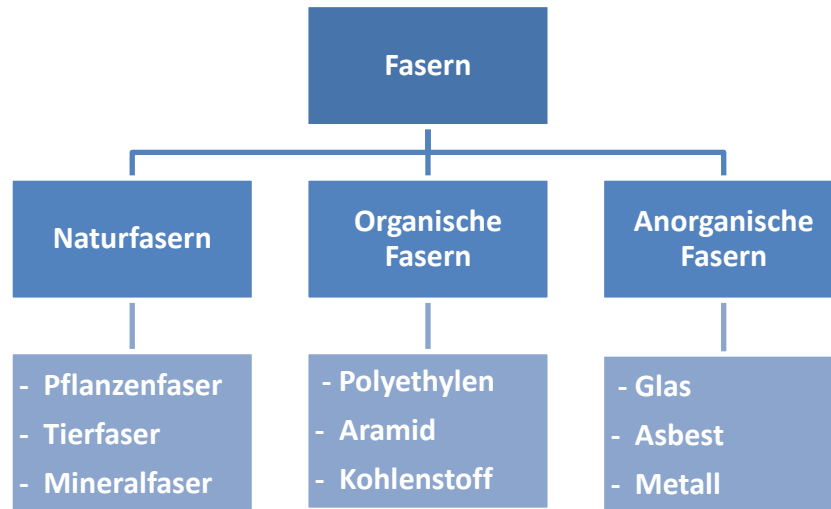 Fasern
Naturfasern
Organische
Fasern
Anorganische
Fasern
- Pflanzenfaser
- Tierfaser
- Mineralfaser
- Polyethylen
- Aramid
- Kohlenstoff
- Glas
- Asbest
- Metall